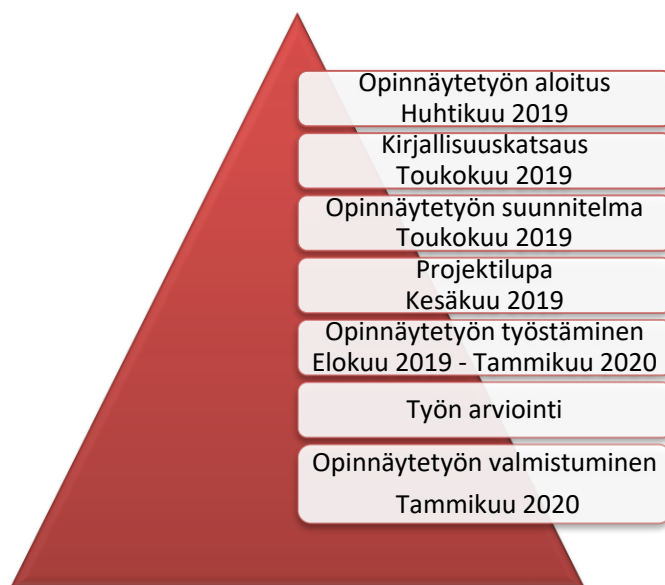 Opinnäytetyön aloitus
Huhtikuu 2019
Kirjallisuuskatsaus
Toukokuu 2019
Opinnäytetyön suunnitelma
Toukokuu 2019
Projektilupa
Kesäkuu 2019
Opinnäytetyön työstäminen
Elokuu 2019 - Tammikuu 2020
Työn arviointi
Opinnäytetyön valmistuminen
Tammikuu 2020